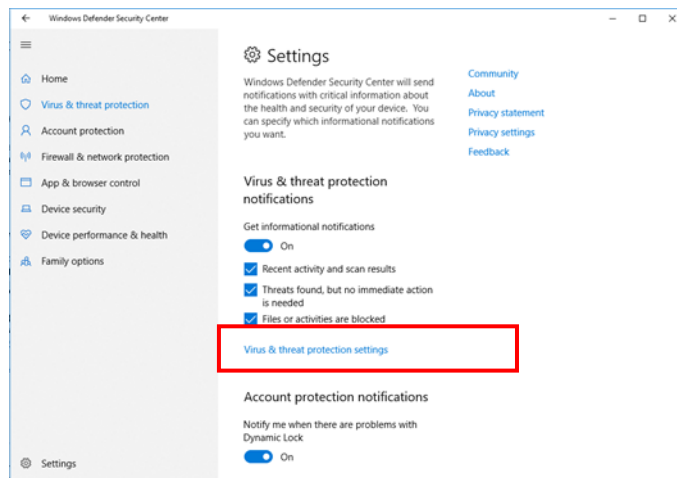 Windows Defender Security Center
Home
Virus & threat protection
Account protection
Firewall & network protection
App & browser control
Device security
Device performance & health
Family options
Settings
Settings
Windows Defender Security Center will send
notifications with critical information about
the health and security of your device. You
can specify which informational notifications
you want.
Virus & threat protection
notifications
Get informational notifications
On
Recent activity and scan results
Threats found, but no immediate action
is needed
Files or activities are blocked
Virus & threat protection settings
Account protection notifications
Notify me when there are problems with
Dynamic Lock
On
Community
About
Privacy statement
Privacy settings
Feedback